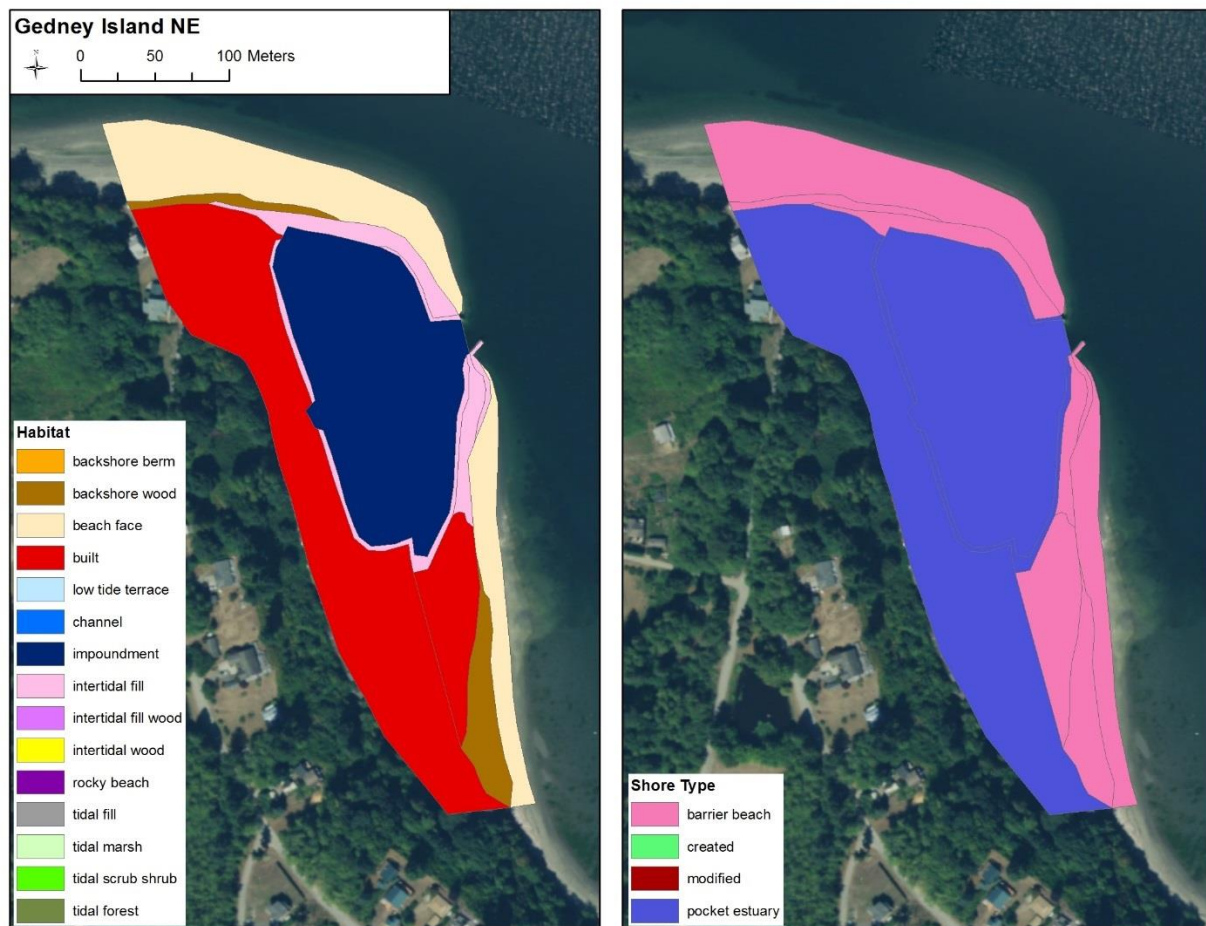 Gedney Island NE
N
0 50 100 Meters
Habitat
backshore berm
backshore wood
beach face
built
low tide terrace
channel
impoundment
intertidal fill
intertidal fill wood
intertidal wood
rocky beach
tidal fill
tidal marsh
tidal scrub shrub
tidal forest
Shore Type
barrier beach
created
modified
pocket estuary